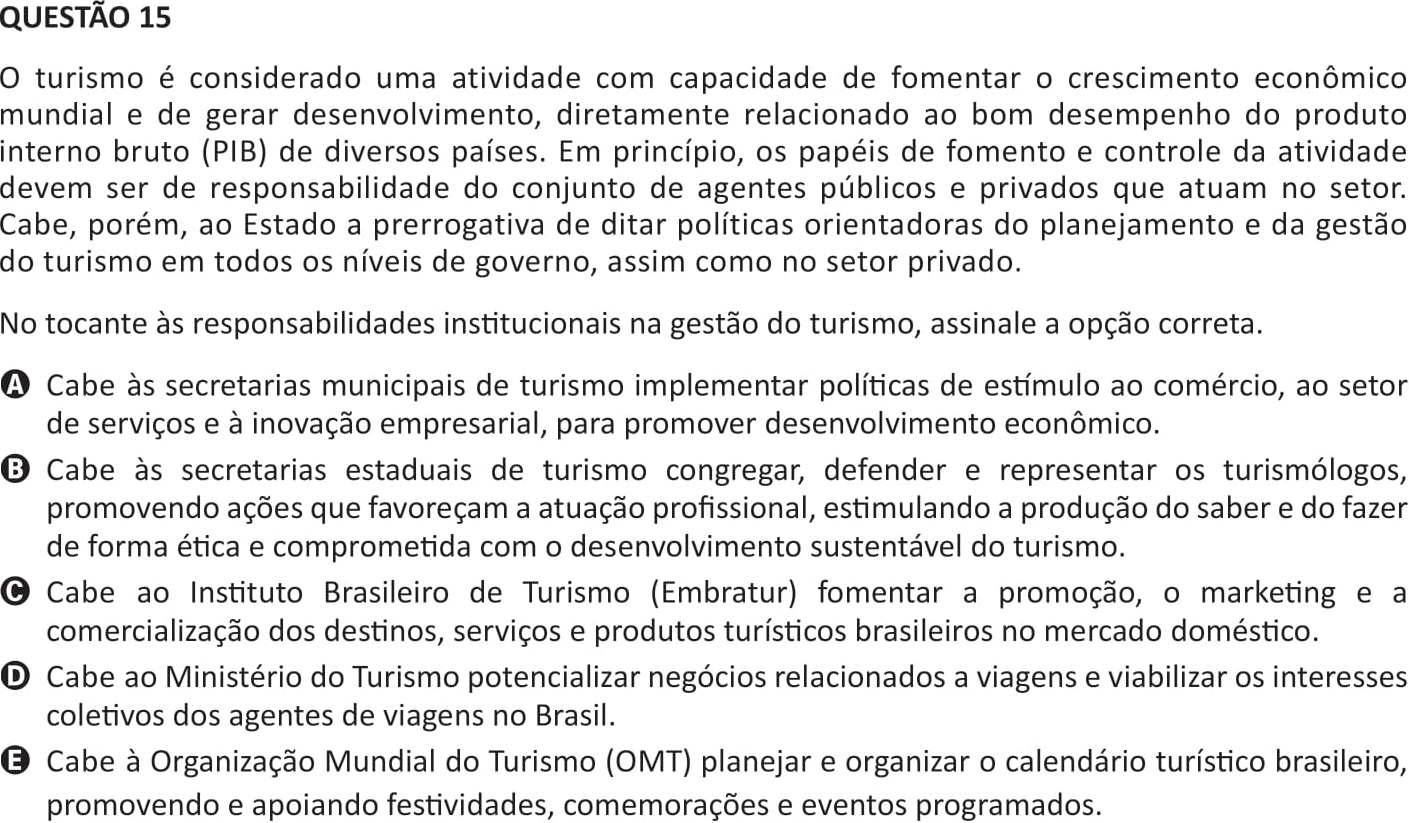 QUESTÃO 15
O turismo é considerado uma atividade com capacidade de fomentar o crescimento econômico
mundial e de gerar desenvolvimento, diretamente relacionado ao bom desempenho do produto
interno bruto (PIB) de diversos países. Em princípio, os papéis de fomento e controle da atividade
devem ser de responsabilidade do conjunto de agentes públicos e privados que atuam no setor.
Cabe, porém, ao Estado a prerrogativa de ditar políticas orientadoras do planejamento e da gestão
do turismo em todos os níveis de governo, assim como no setor privado.
No tocante às responsabilidades institucionais na gestão do turismo, assinale a opção correta.
A Cabe às secretarias municipais de turismo implementar políticas de estímulo ao comércio, ao setor
de serviços e à inovação empresarial, para promover desenvolvimento econômico.
B Cabe às secretarias estaduais de turismo congregar, defender e representar os turismólogos,
promovendo ações que favoreçam a atuação profissional, estimulando a produção do saber e do fazer
de forma ética e comprometida com o desenvolvimento sustentável do turismo.
C Cabe ao Instituto Brasileiro de Turismo (Embratur) fomentar a promoção, o marketing e a
comercialização dos destinos, serviços e produtos turísticos brasileiros no mercado doméstico.
D Cabe ao Ministério do Turismo potencializar negócios relacionados a viagens e viabilizar os interesses
coletivos dos agentes de viagens no Brasil.
E Cabe à Organização Mundial do Turismo (OMT) planejar e organizar o calendário turístico brasileiro,
promovendo e apoiando festividades, comemorações e eventos programados.